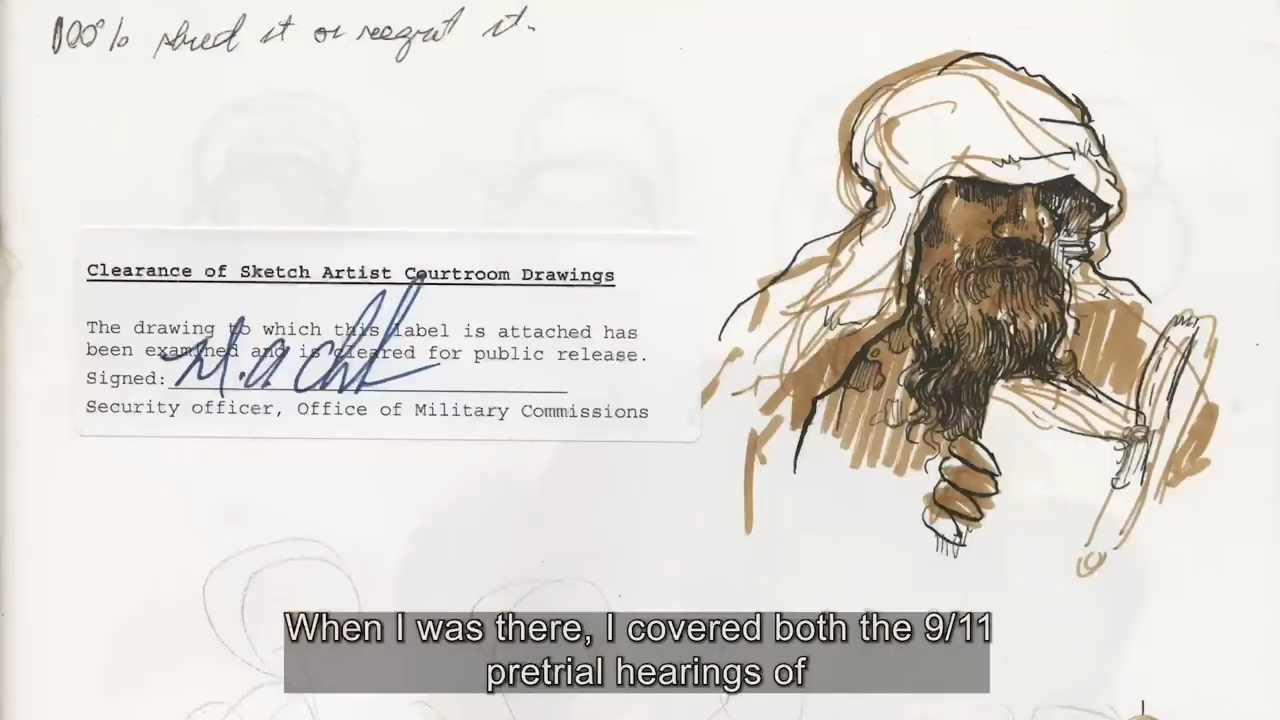 100% it or it.
Clearance of Sketch Artist Courtroom Drawings
The drawing to which this label is attached has
been examined and is cleared for public release.
Signed:
Security officer, Office of Military Commissions
When I was there, I covered both the 9/11
pretrial hearings of